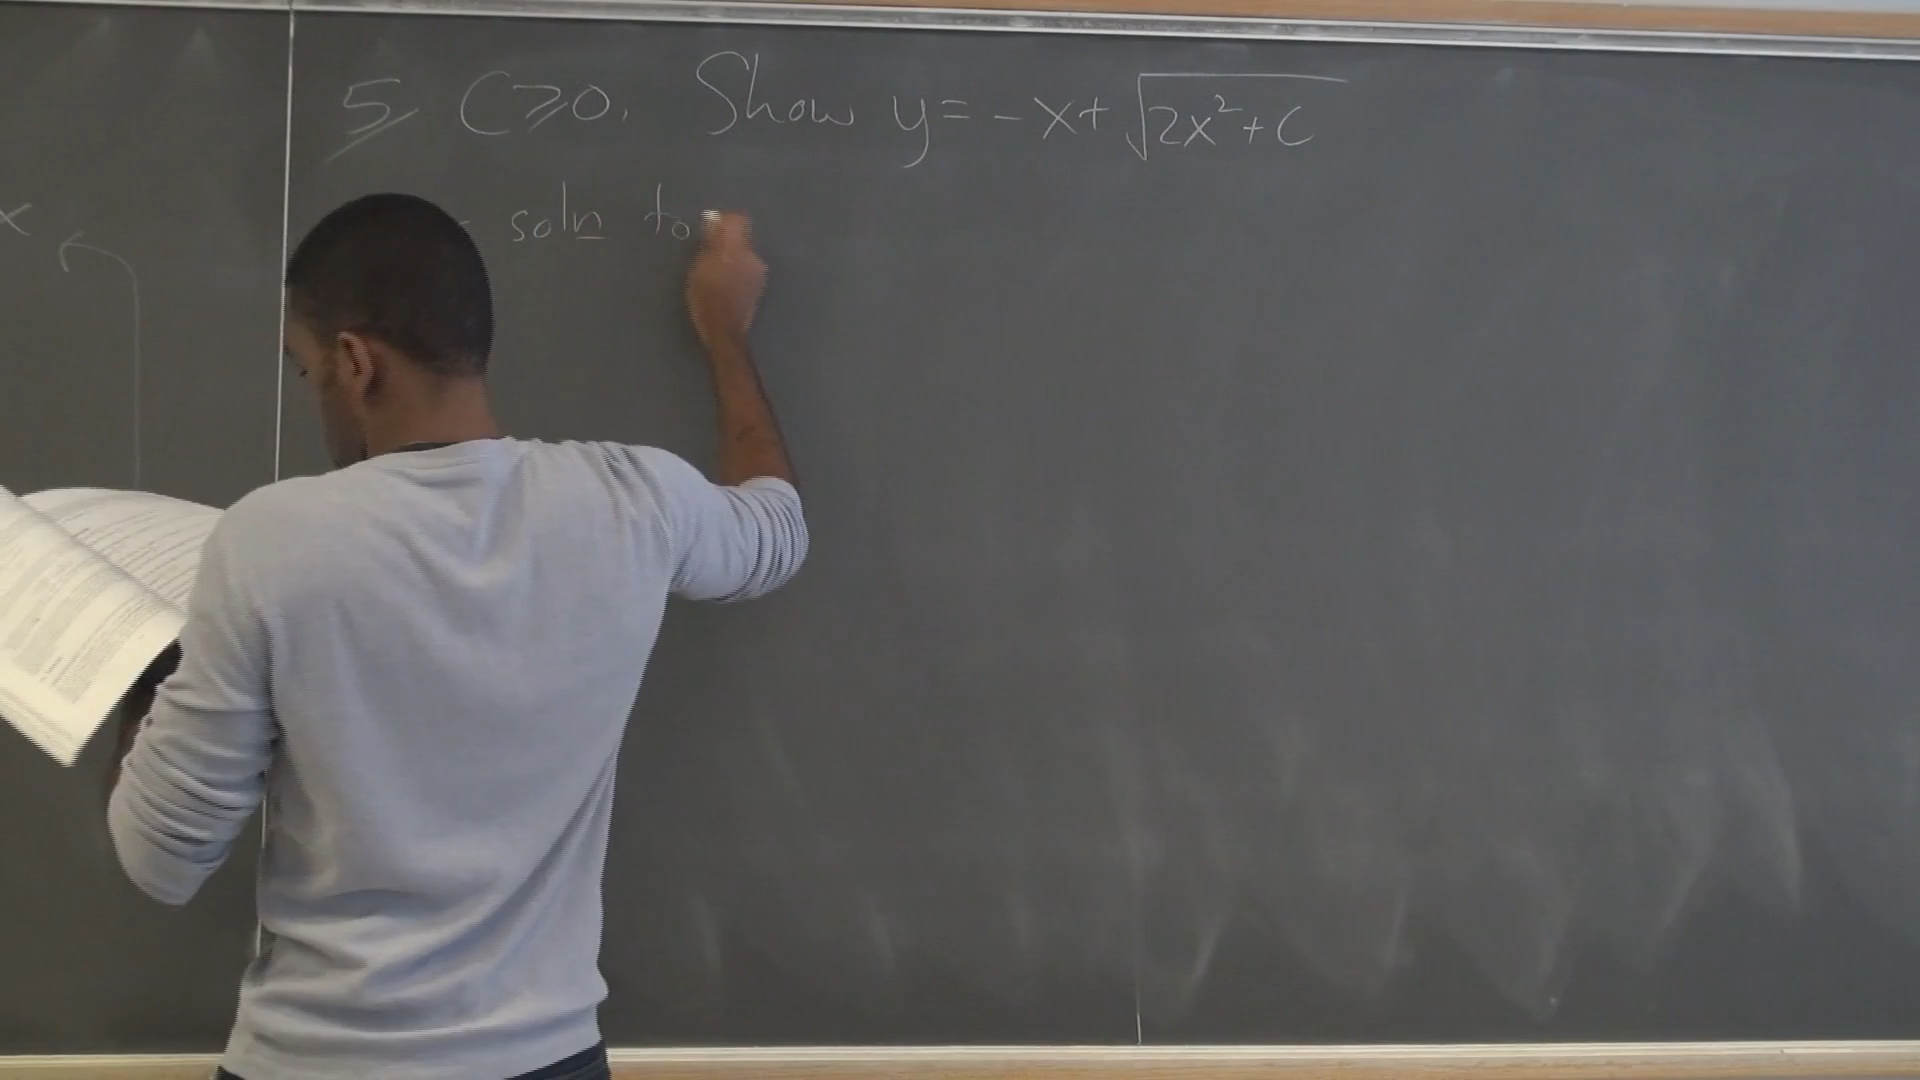 5 C⩾0. Show y = -x + √2x²+C
soln to
x